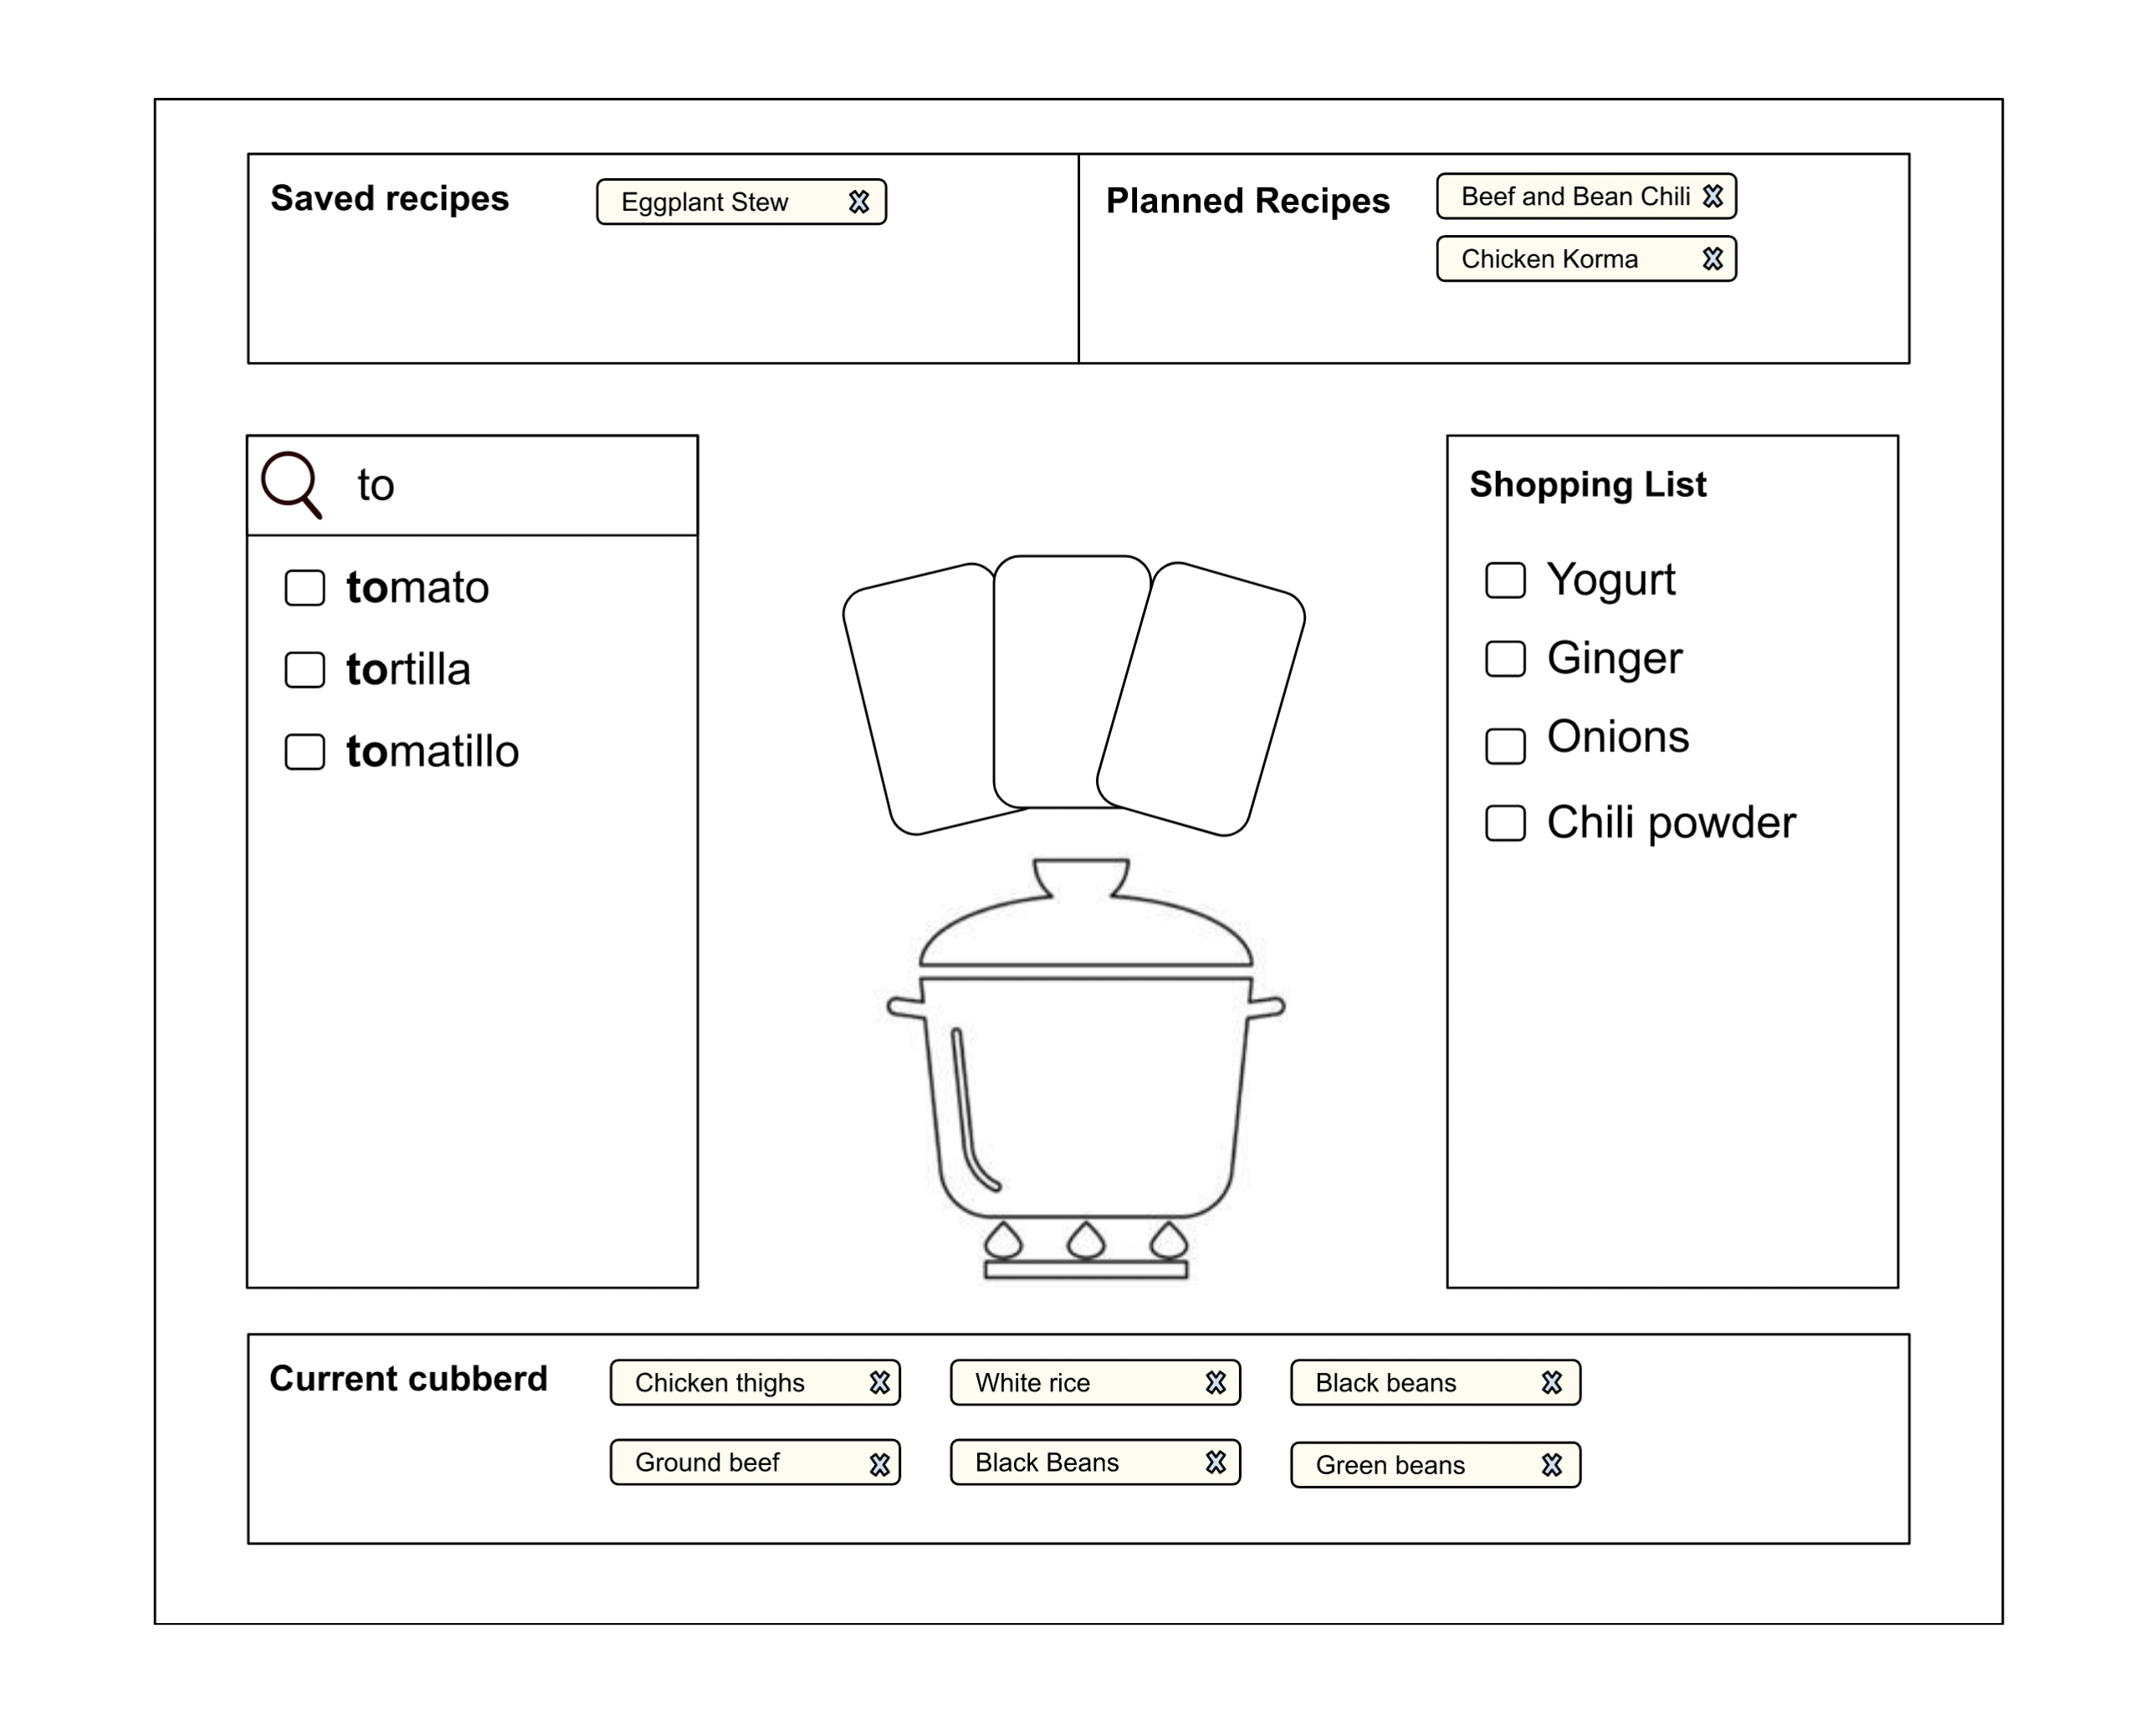 Saved recipes
Eggplant Stew
Planned Recipes
Beef and Bean Chili
Chicken Korma
to
tomato
tortilla
tomatillo
Shopping List
Yogurt
Ginger
Onions
Chili powder
Current cubberd
Chicken thighs
White rice
Black beans
Ground beef
Black Beans
Green beans